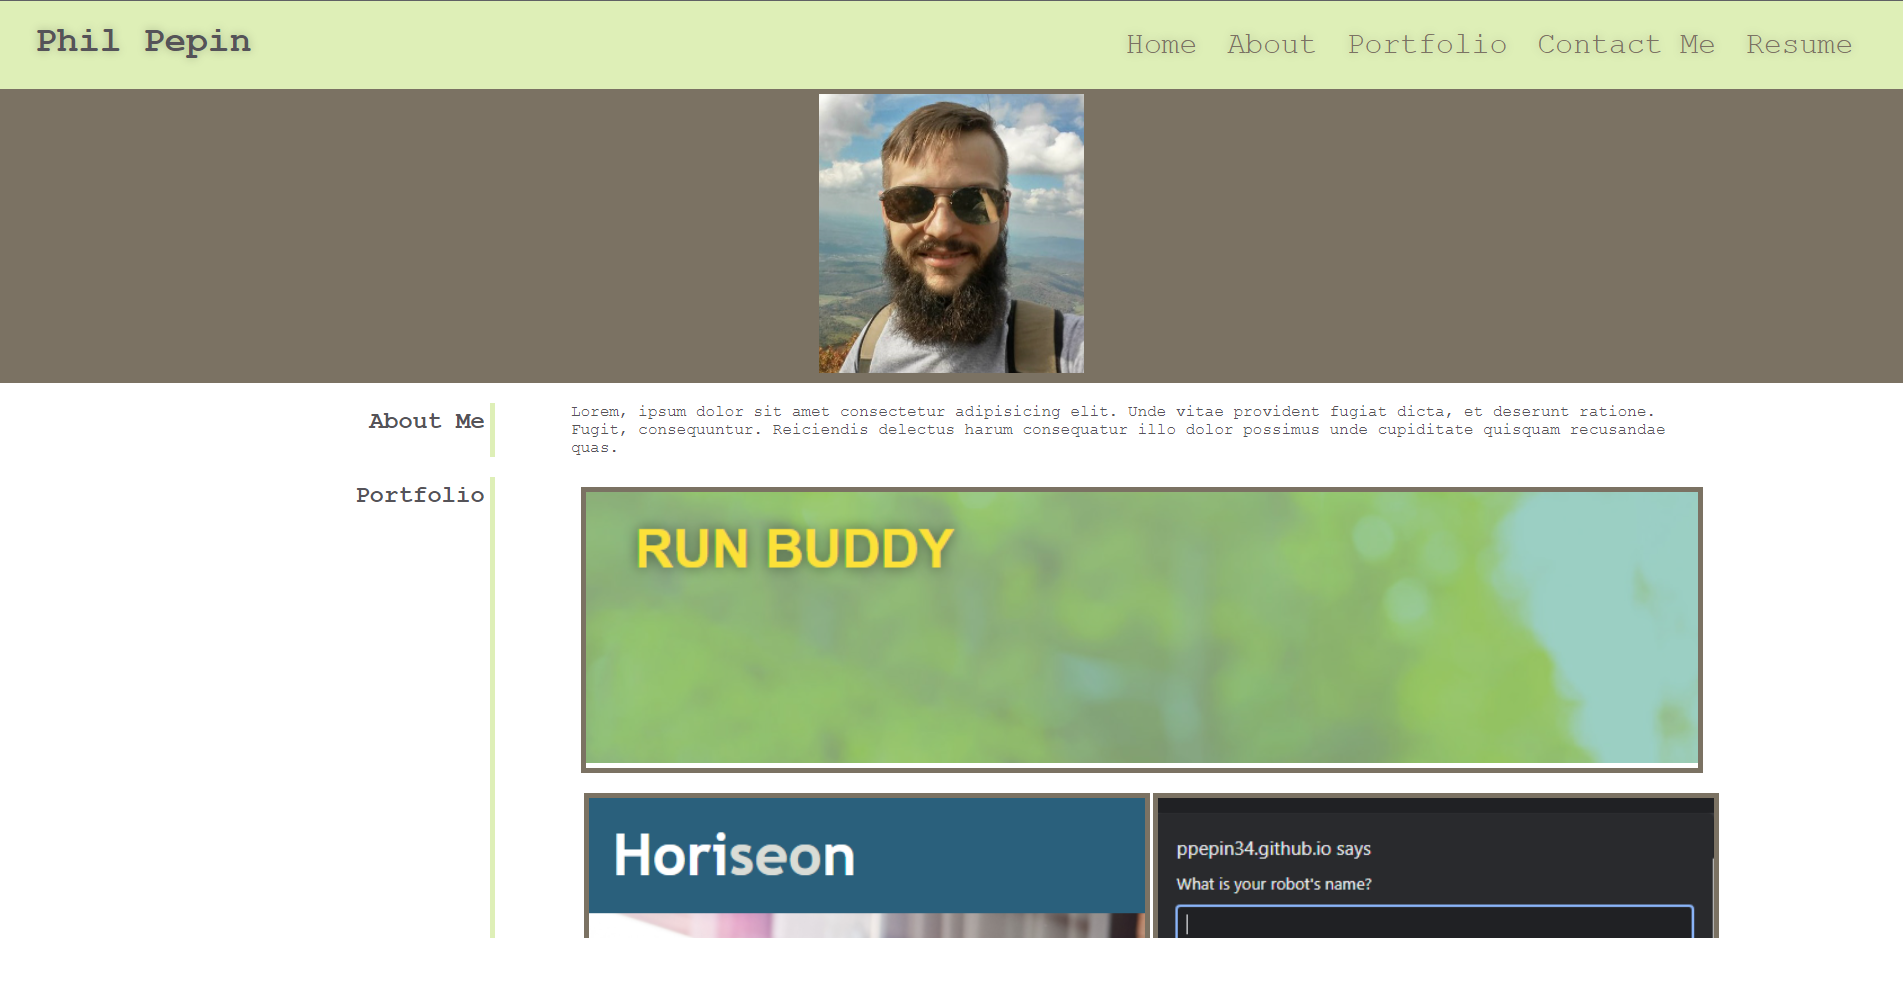 Phil Pepin
Home About Portfolio Contact Me Resume
About Me
Lorem, ipsum dolor sit amet consectetur adipisicing elit. Unde vitae provident fugiat dicta, et deserunt ratione.
Fugit, consequuntur. Reiciendis delectus harum consequatur illo dolor possimus unde cupiditate quisquam recusandae
quas.
Portfolio
RUN BUDDY
Horiseon
ppepin34.github.io says
What is your robot's name?